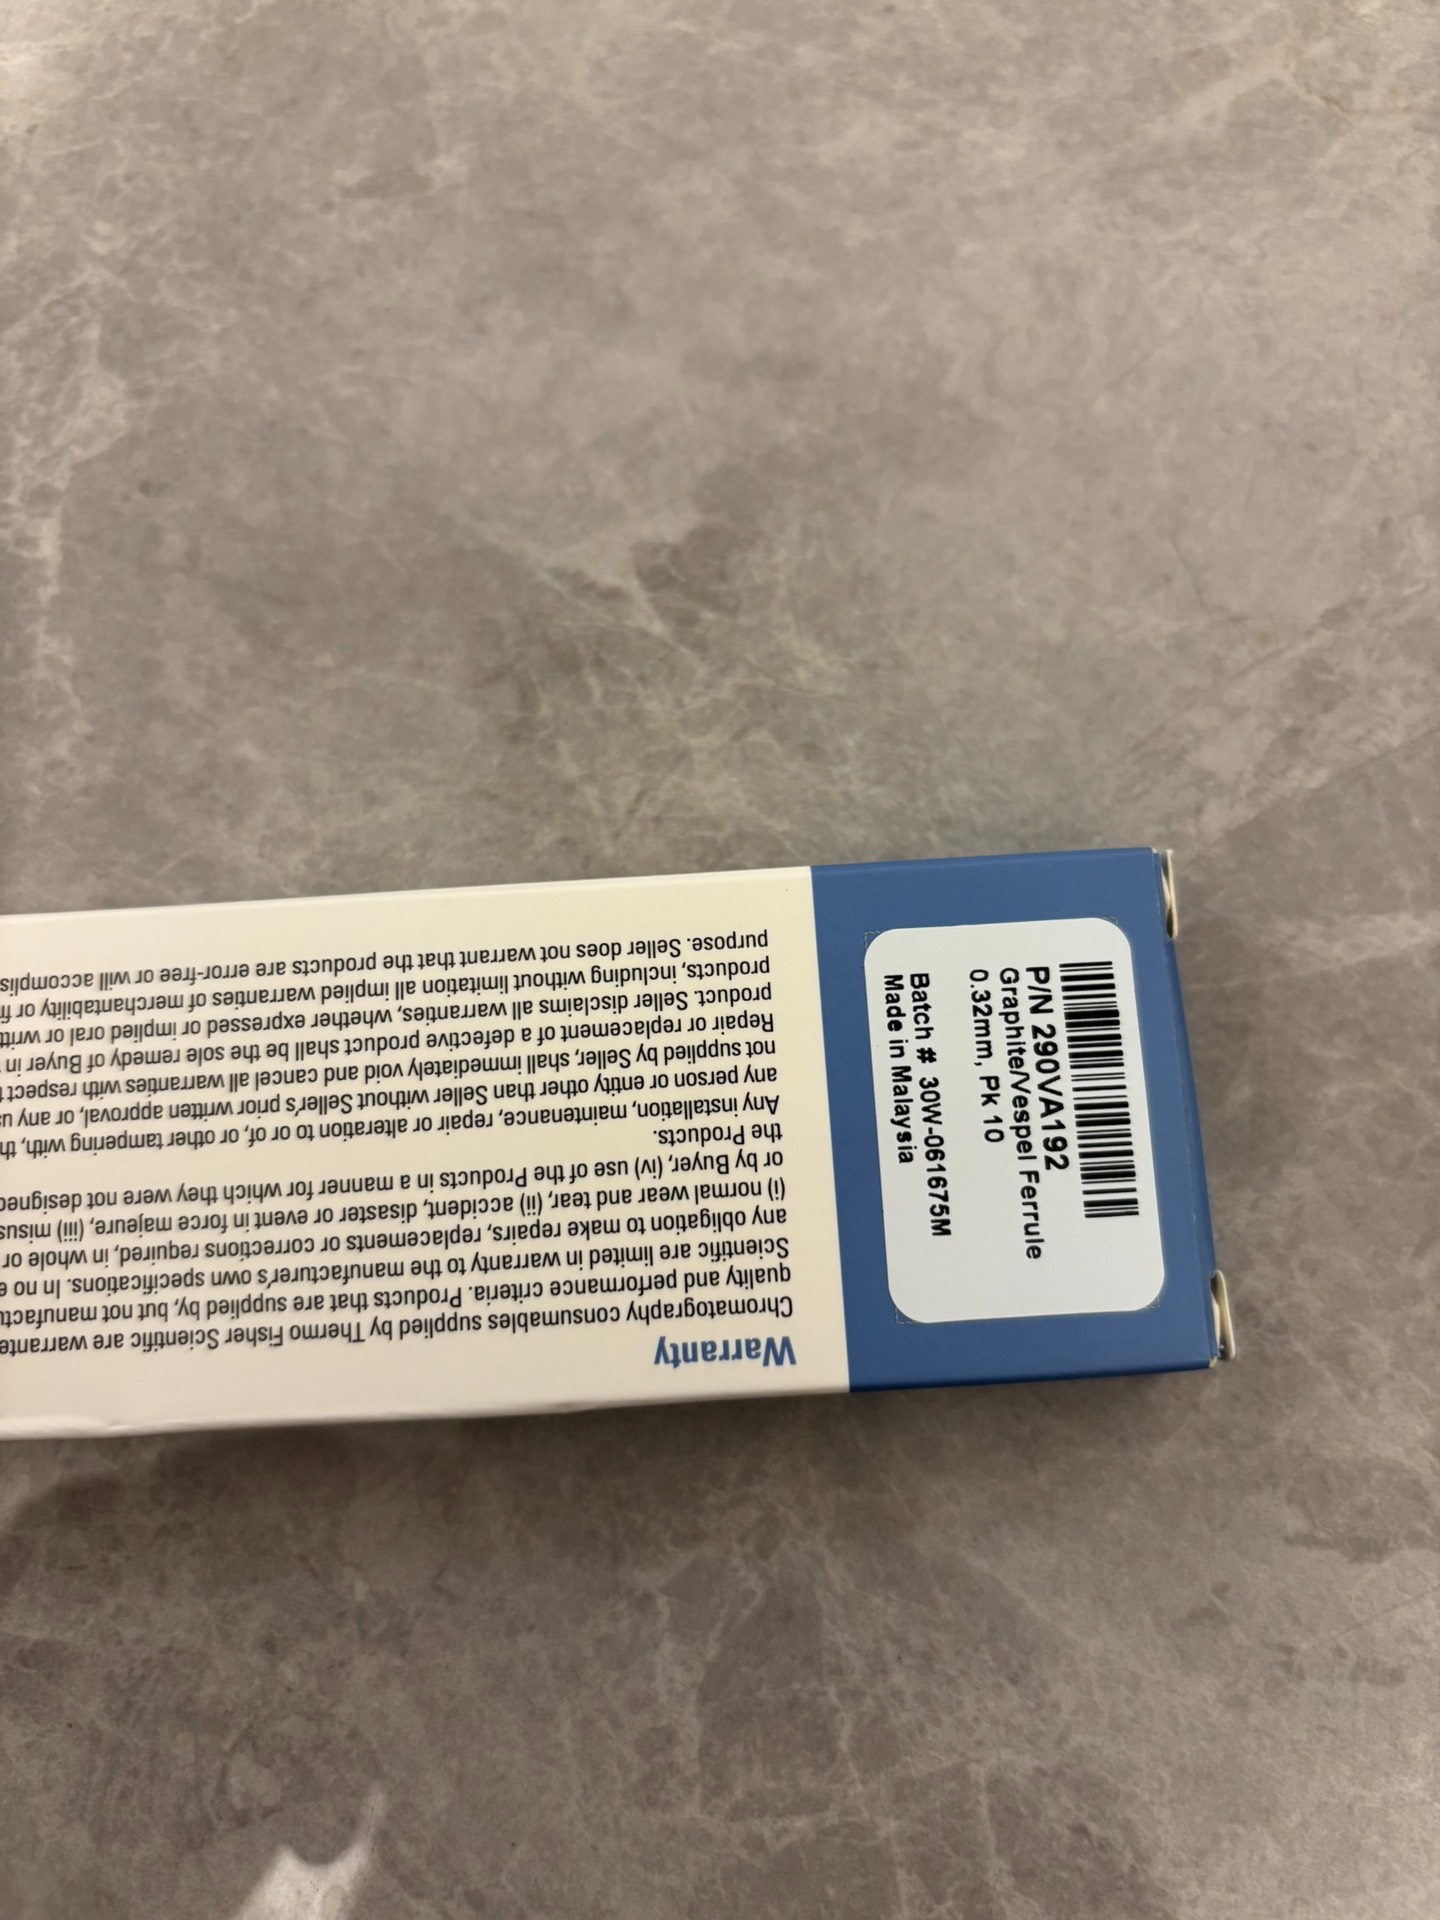 P/N 290VA192
Graphite/Vespel Ferrule
0.32mm, Pk 10
Batch # 30W-061675M
Made in Malaysia
Warranty
Chromatography consumables supplied by Thermo Fisher Scientific are
quality and performance criteria. Products that are supplied by, but not
Scientific are limited in warranty to the manufacturer's own specifications. In no
any obligation to make repairs, replacements or corrections required, in whole or
(i) normal wear and tear, (ii) accident, disaster or event in force majeure, (iii)
or by Buyer, (iv) use of the Products in a manner for which they were not
the Products.
Any installation, maintenance, repair or alteration to or of, or other tampering with,
any person or entity other than Seller without Seller's prior written approval, or any
not supplied by Seller, shall immediately void and cancel all warranties with respect
Repair or replacement of a defective product shall be the sole remedy of Buyer in
product. Seller disclaims all warranties, whether expressed or implied oral or
products, including without limitation all implied warranties of merchantability or
purpose. Seller does not warrant that the products are error-free or will